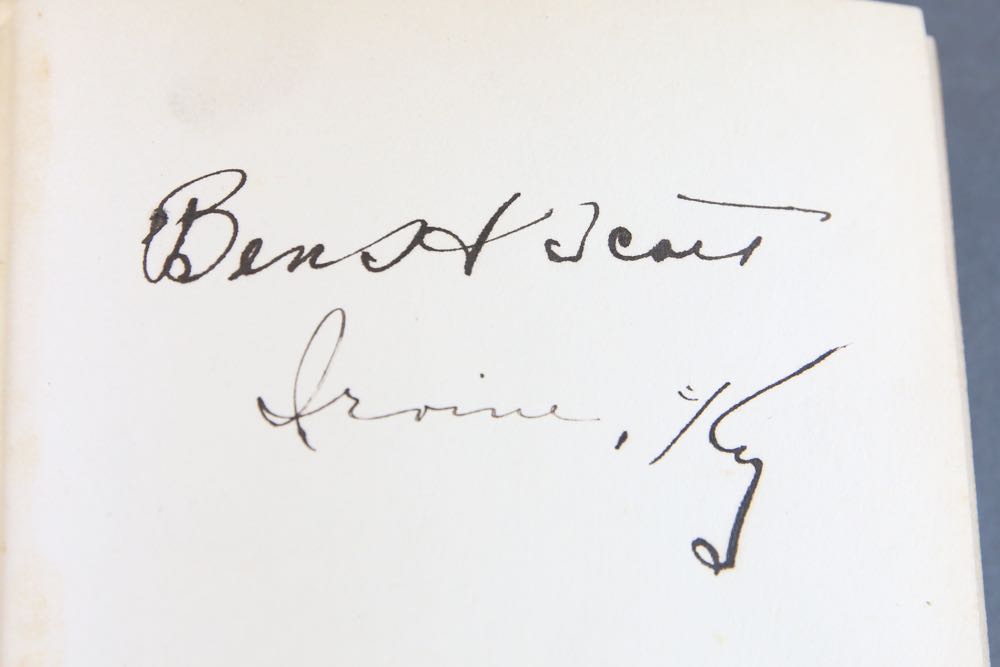 Ben H Scott
Irvine, Ky